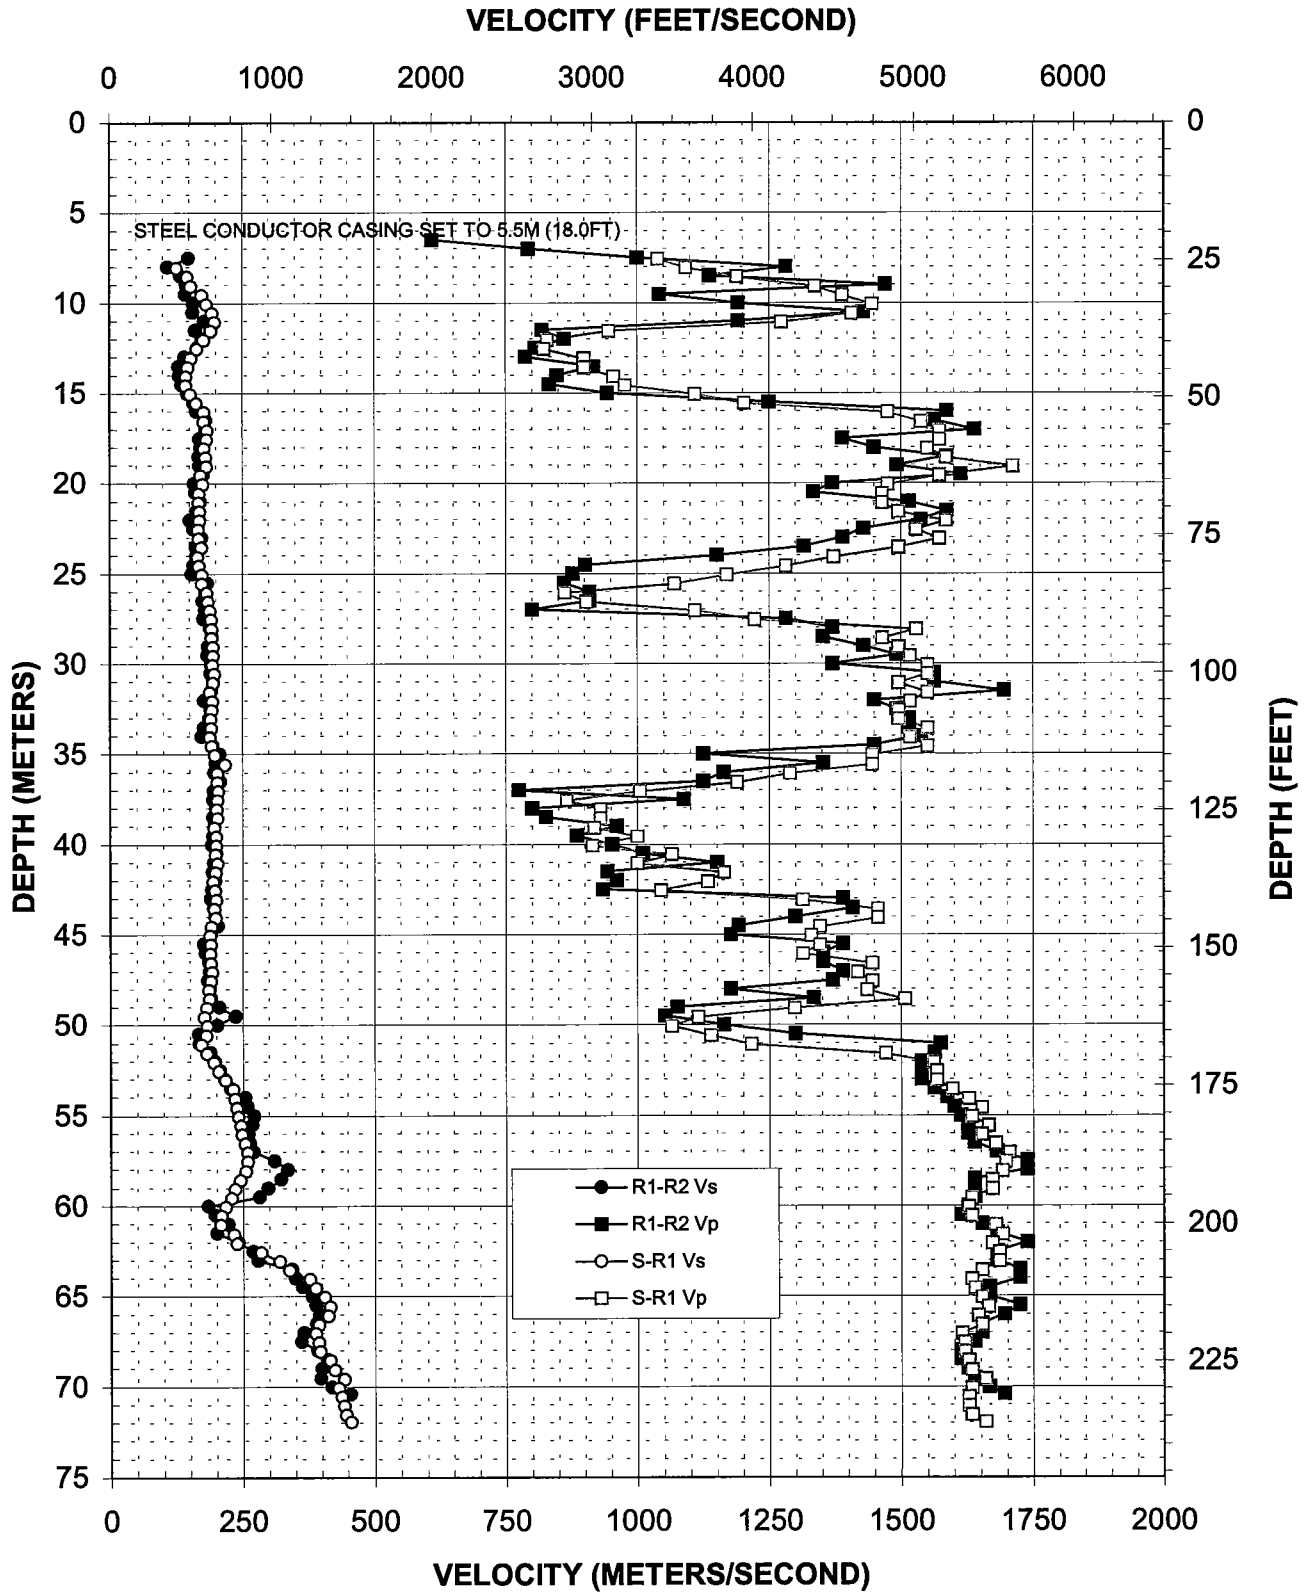 VELOCITY (FEET/SECOND)
0 1000 2000 3000 4000 5000 6000
0 0
5
STEEL CONDUCTOR CASING SET TO 5.5M (18.0FT)
25
10
15 50
20
75
25
30 100
35
125
40
45 150
50
175
55
60 200
65
225
70
75
DEPTH (METERS)
DEPTH (FEET)
R1-R2 Vs
R1-R2 Vp
S-R1 Vs
S-R1 Vp
0 250 500 750 1000 1250 1500 1750 2000
VELOCITY (METERS/SECOND)